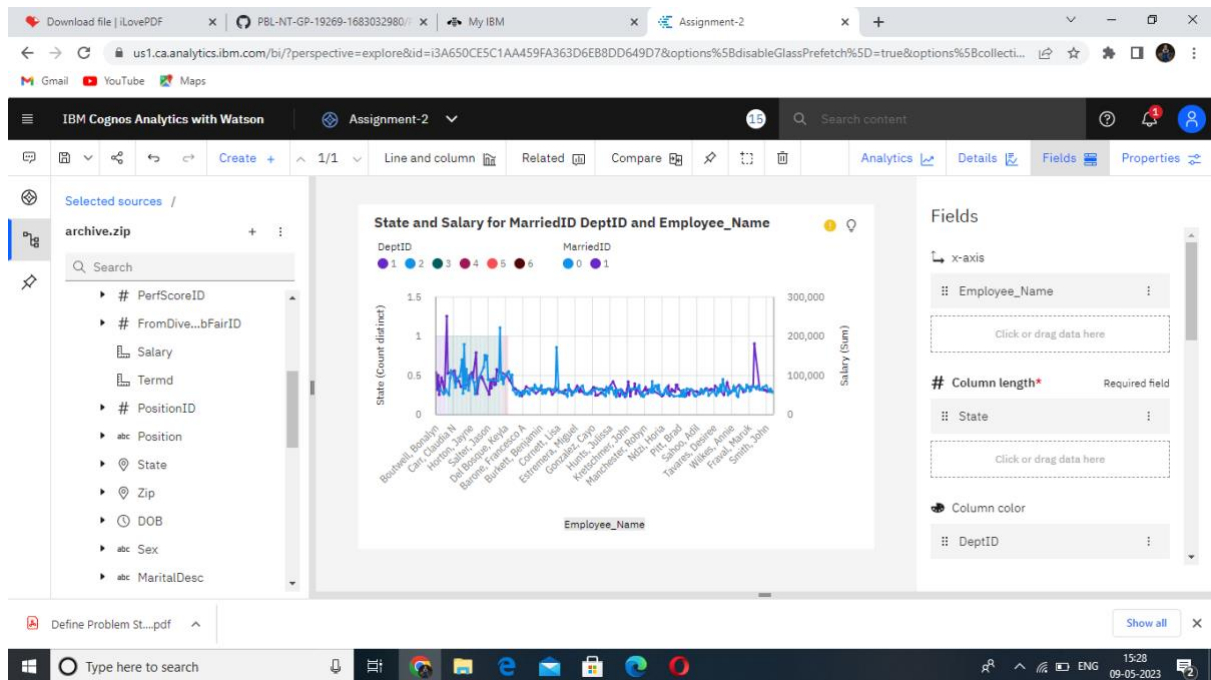 Download file | iLovePDF
PBL-NT-GP-19269-1683032980/
My IBM
Assignment-2
us1.ca.analytics.ibm.com/bi/?perspective=explore&id=i3A650CE5C1AA459FA363D6EB8DD649D7&options%5BdisableGlassPrefetch%5D=true&options%5Bcollecti...
Gmail
YouTube
Maps
IBM Cognos Analytics with Watson
Assignment-2
15
Search content
1
Create +
1/1
Line and column
Related
Compare
Analytics
Details
Fields
Properties
Selected sources /
archive.zip
Search
# PerfScoreID
# FromDive...bFairID
Salary
Termd
# PositionID
abc Position
State
Zip
DOB
abc Sex
abc MaritalDesc
State and Salary for MarriedID DeptID and Employee_Name
DeptID
MarriedID
1 2 3 4 5 6
0 1
State (Count distinct)
1.5
1
0.5
0
300,000
200,000
100,000
0
Salary (Sum)
Boutwell, Bonalyn
Carr, Claudia N
Horton, Jayne
Salter, Jason
Del Bosque, Keyla
Barone, Francesco A
Burkett, Benjamin
Cornett, Lisa
Estremera, Miguel
Gonzalez, Cayo
Hunts, Julissa
Kretschmer, John
Manchester, Robyn
Ndzi, Horia
Pitt, Brad
Sahoo, Adil
Tavares, Desiree
Wilkes, Annie
Fraval, Maruk
Smith, John
Employee_Name
Fields
x-axis
Employee_Name
Click or drag data here
# Column length*
Required field
State
Click or drag data here
Column color
DeptID
Define Problem St....pdf
Show all
Type here to search
ENG
15:28
09-05-2023
2